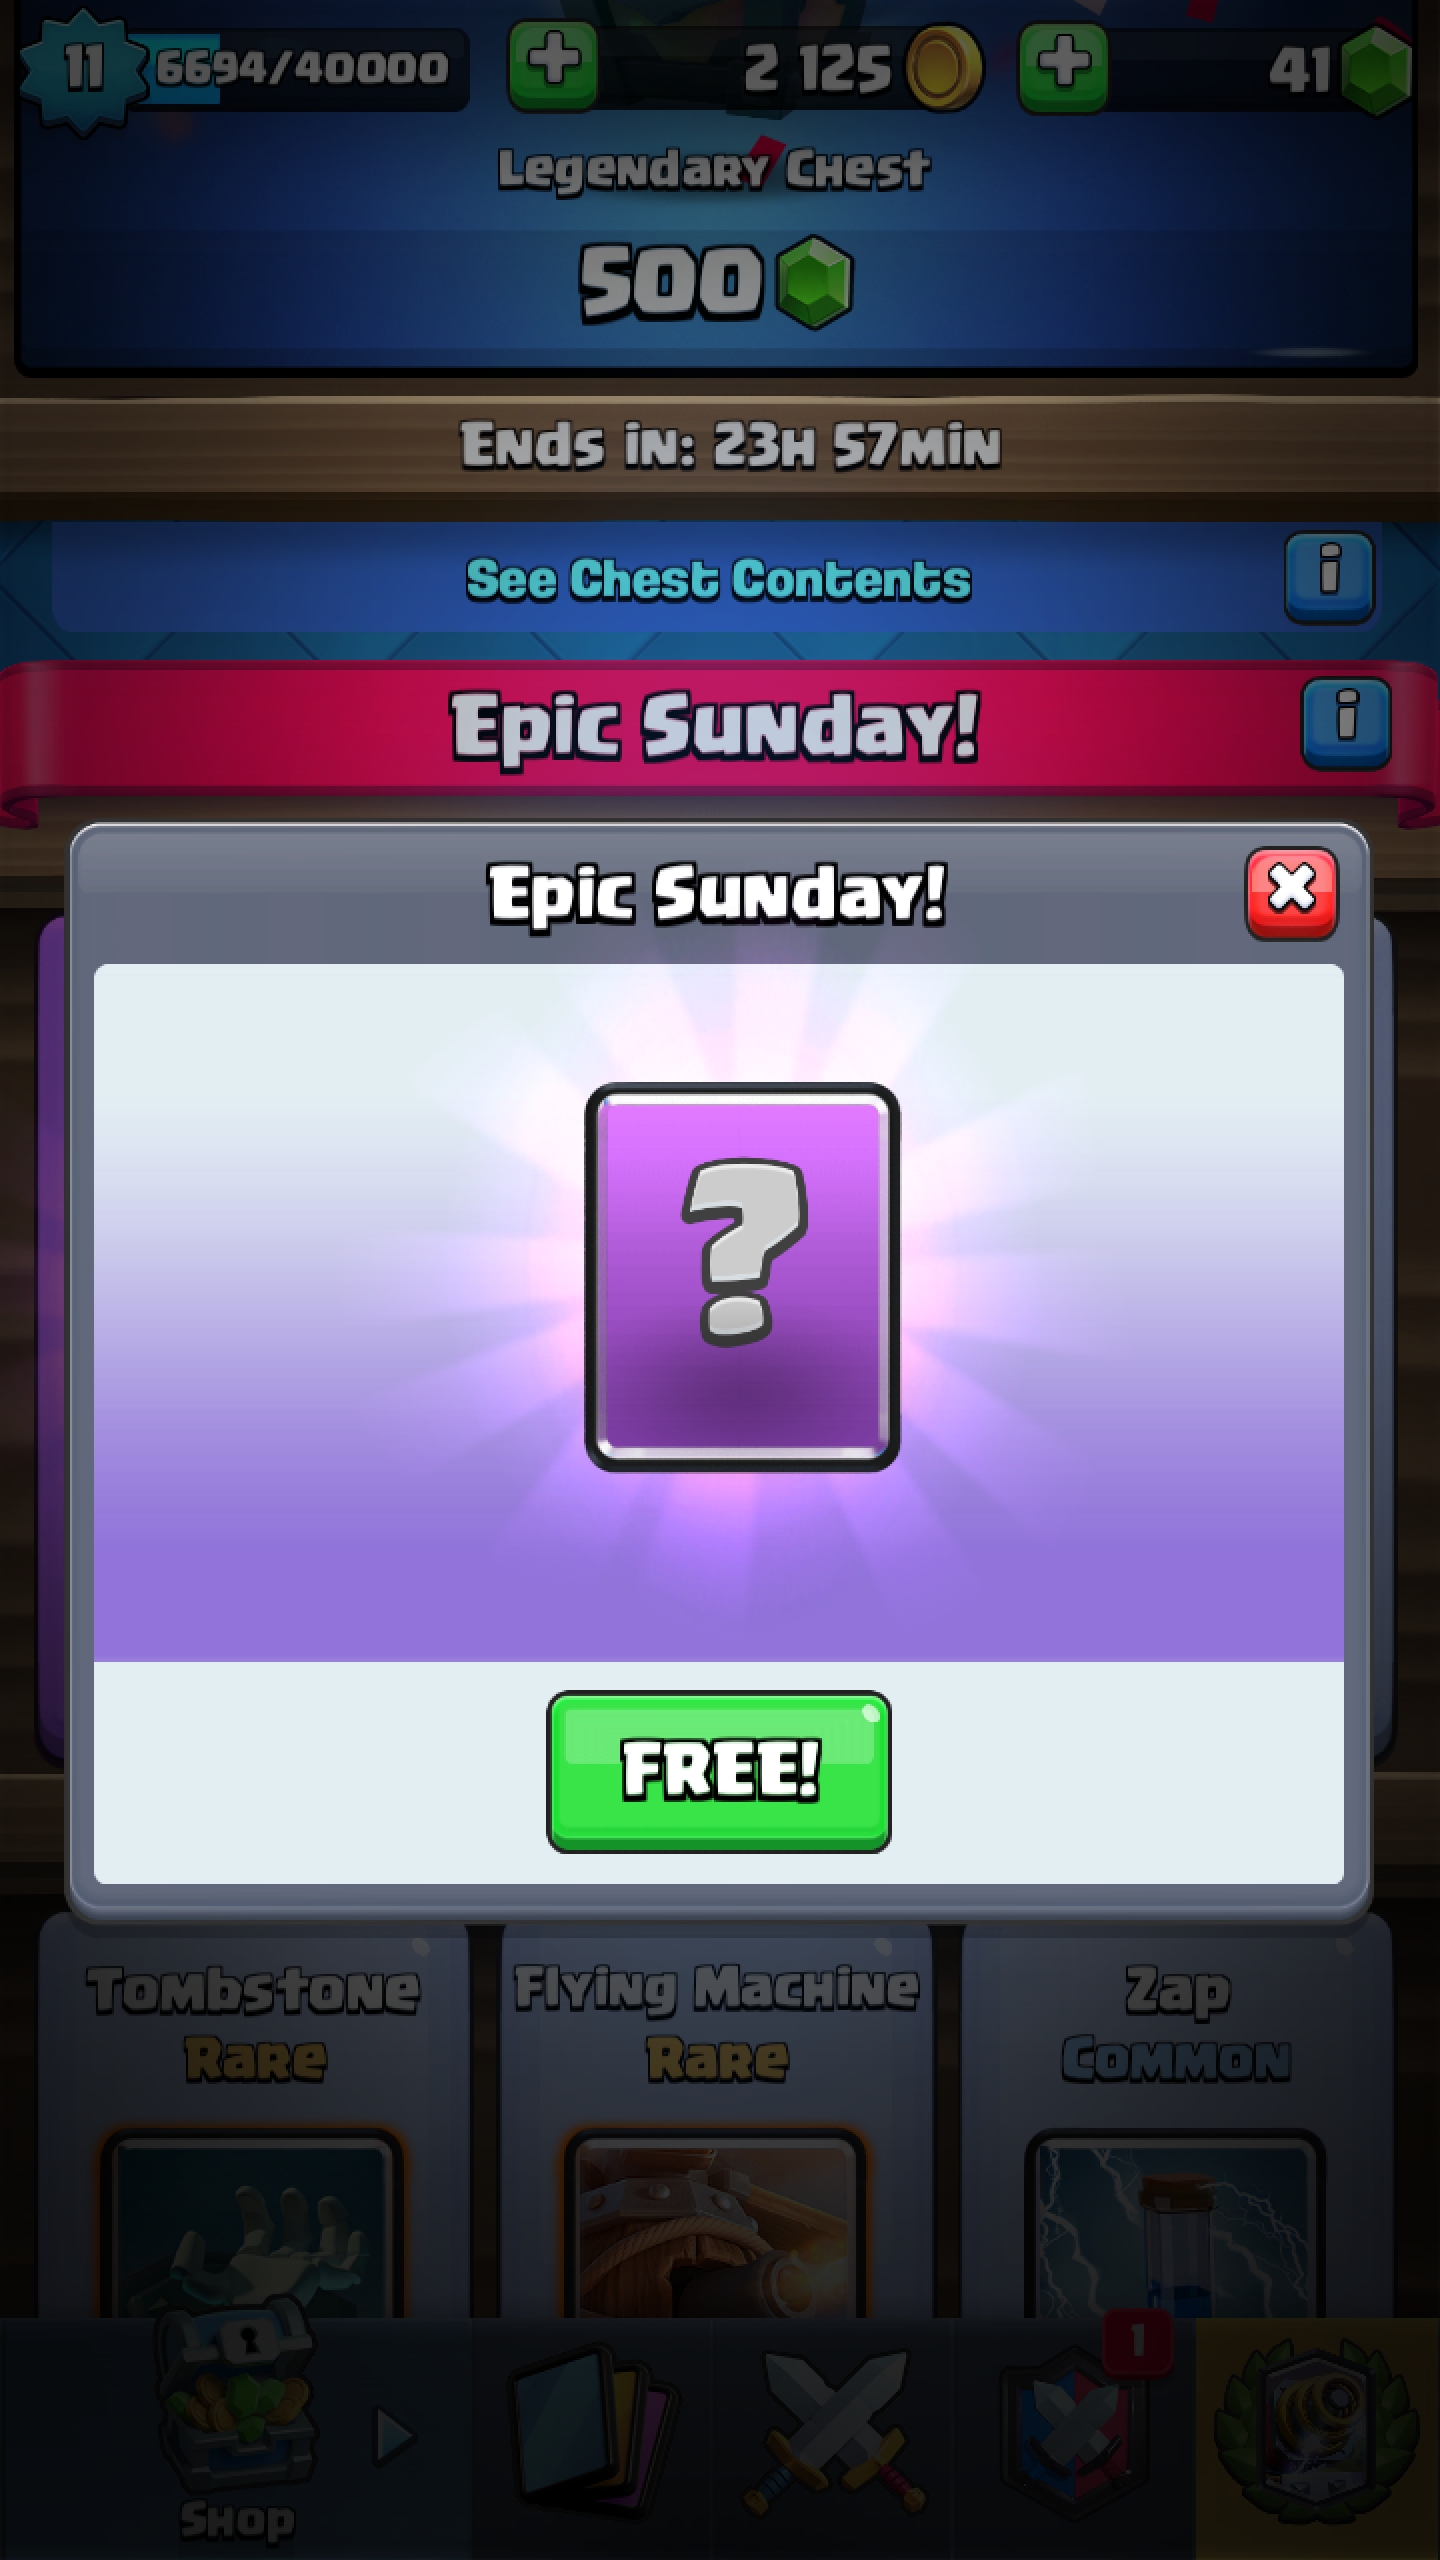 11
6694/40000
2 125
41
Legendary Chest
500
Ends in: 23H 57min
See Chest Contents
i
Epic Sunday!
i
Epic Sunday!
?
FREE!
Tombstone
Rare
Flying Machine
Rare
Zap
Common
1
Shop